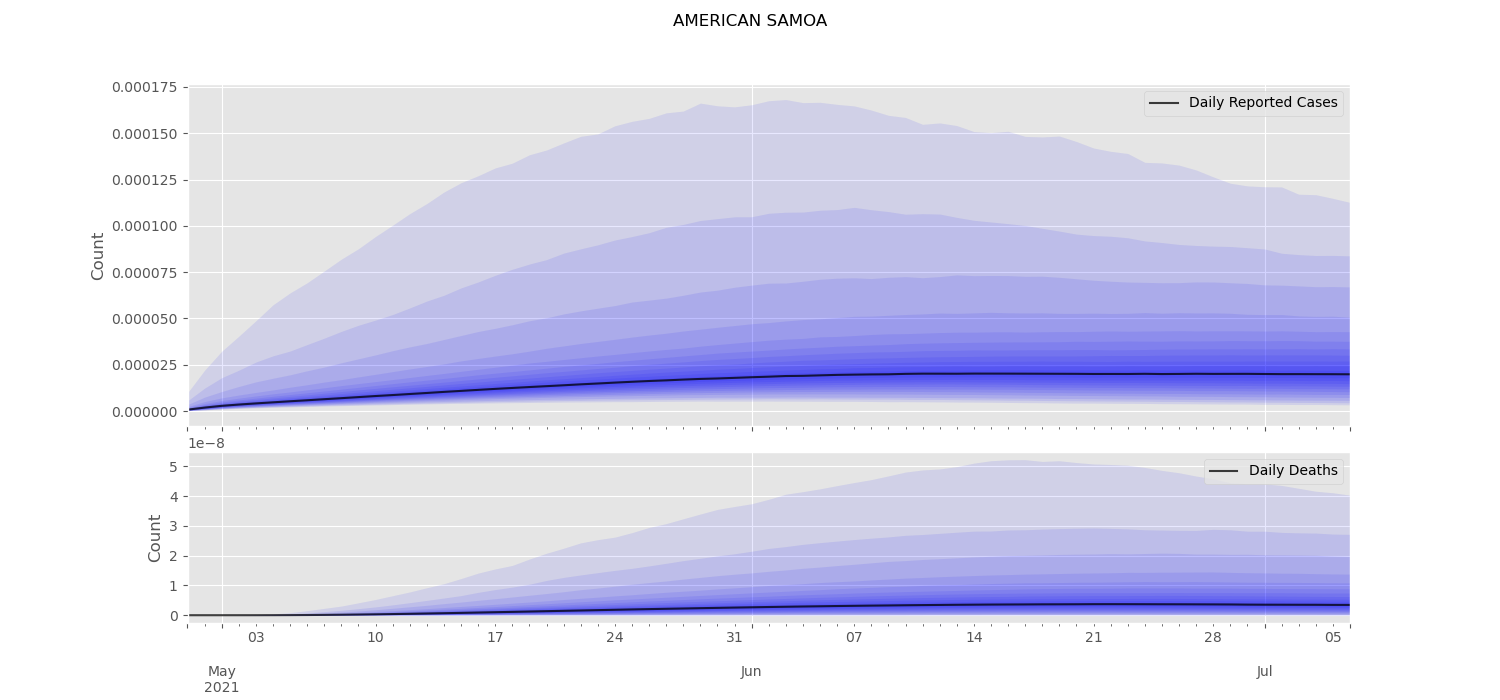 AMERICAN SAMOA
0.000175
0.000150
0.000125
0.000100
0.000075
0.000050
0.000025
0.000000
Count
Daily Reported Cases
1e−8
5
4
3
2
1
0
Count
Daily Deaths
03 10 17 24 31 07 14 21 28 05
May Jun Jul
2021